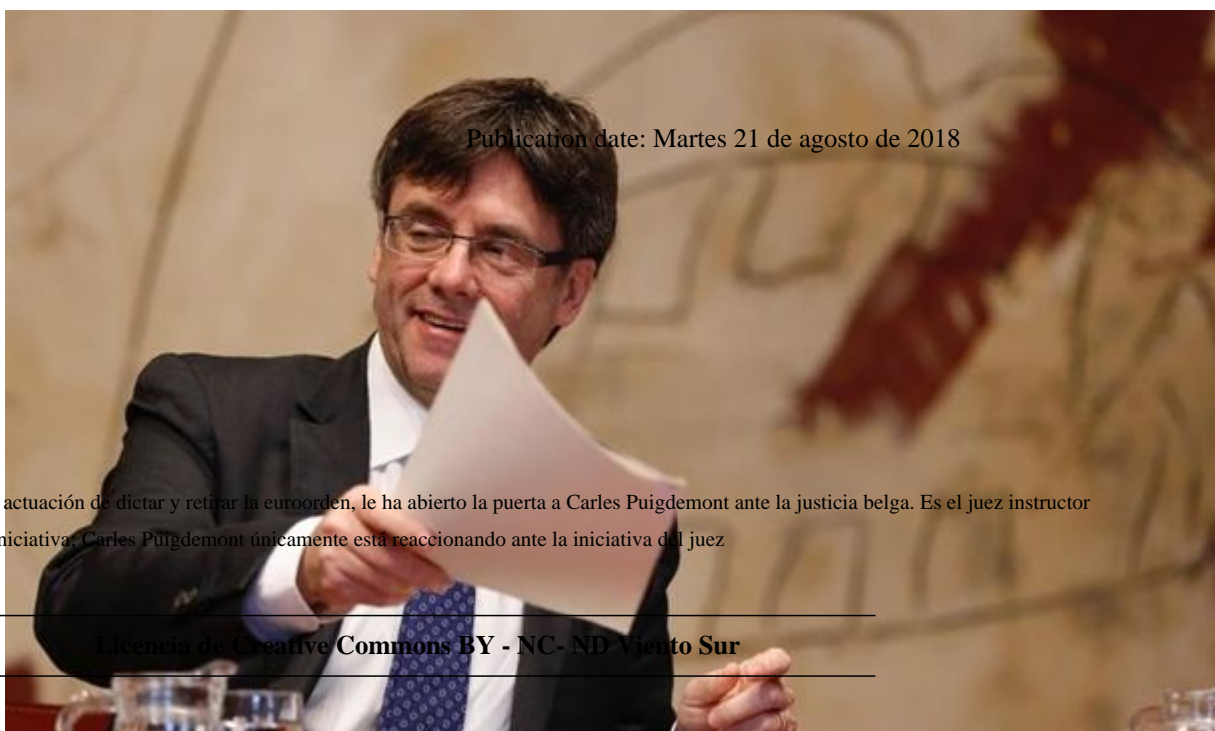 Publication date: Martes 21 de agosto de 2018
actuación de dictar y retirar la euroorden, le ha abierto la puerta a Carles Puigdemont ante la justicia belga. Es el juez instructor
niciativa; Carles Puigdemont únicamente está reaccionando ante la iniciativa del juez
Licencia de Creative Commons BY - NC- ND Viento Sur